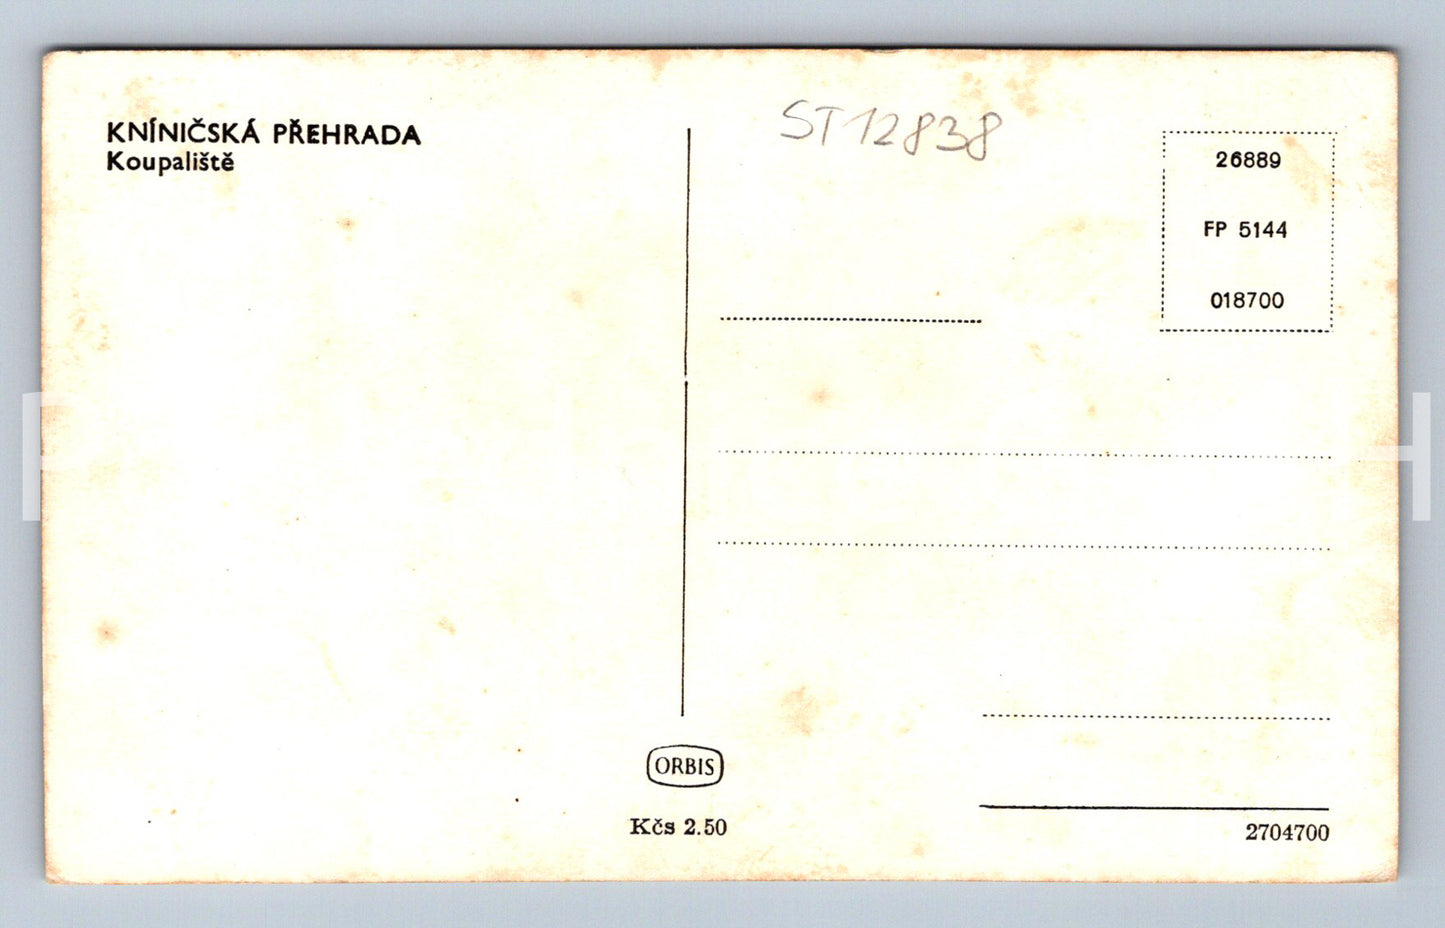 KNÍNIČSKÁ PŘEHRADA
Koupaliště
ST12838
26889
FP 5144
018700
ORBIS
Kčs 2.50
2704700